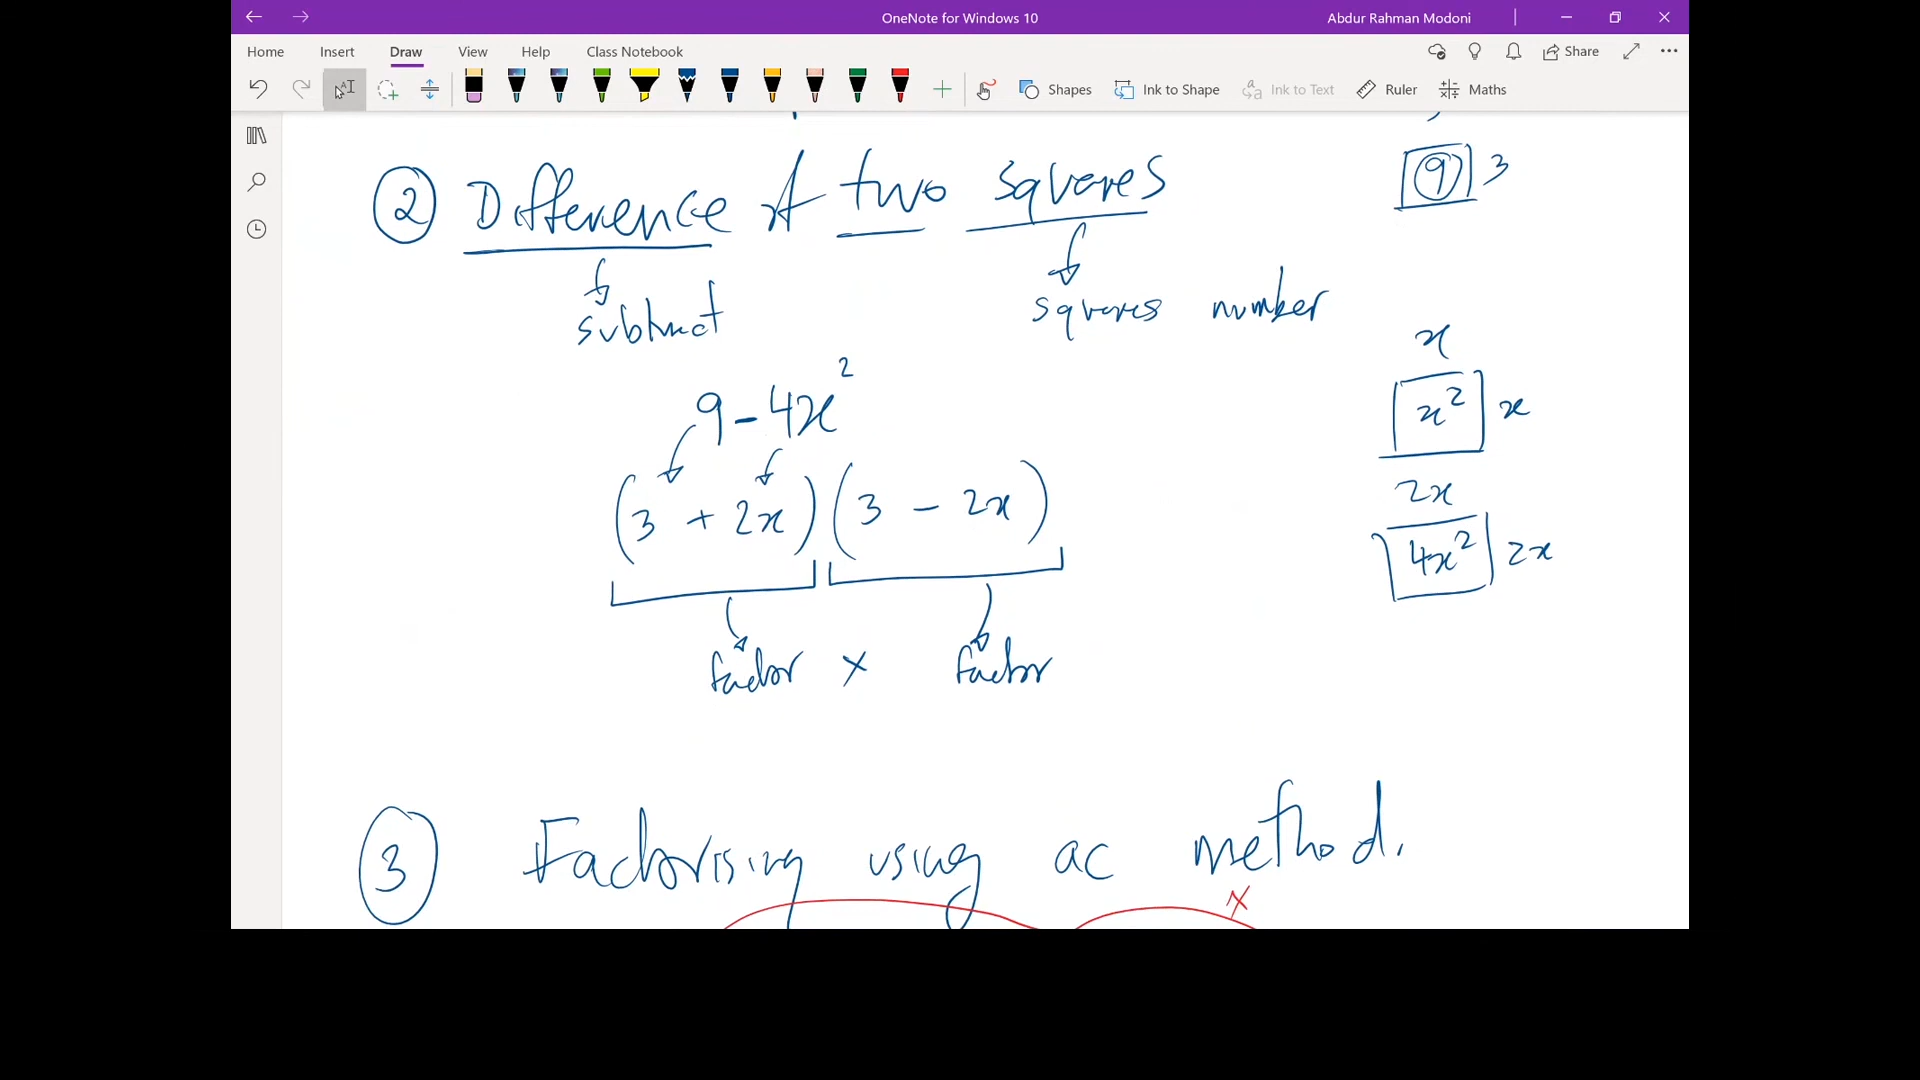 OneNote for Windows 10
Abdur Rahman Modoni
Home Insert Draw View Help Class Notebook
Share
Shapes Ink to Shape Ink to Text Ruler Maths
② Difference of two squares
9 3
subtract
squares number
x
9 - 4x²
x² x
(3 + 2x)(3 - 2x)
2x
4x² 2x
factor × factor
③ Factorising using ac method.
×